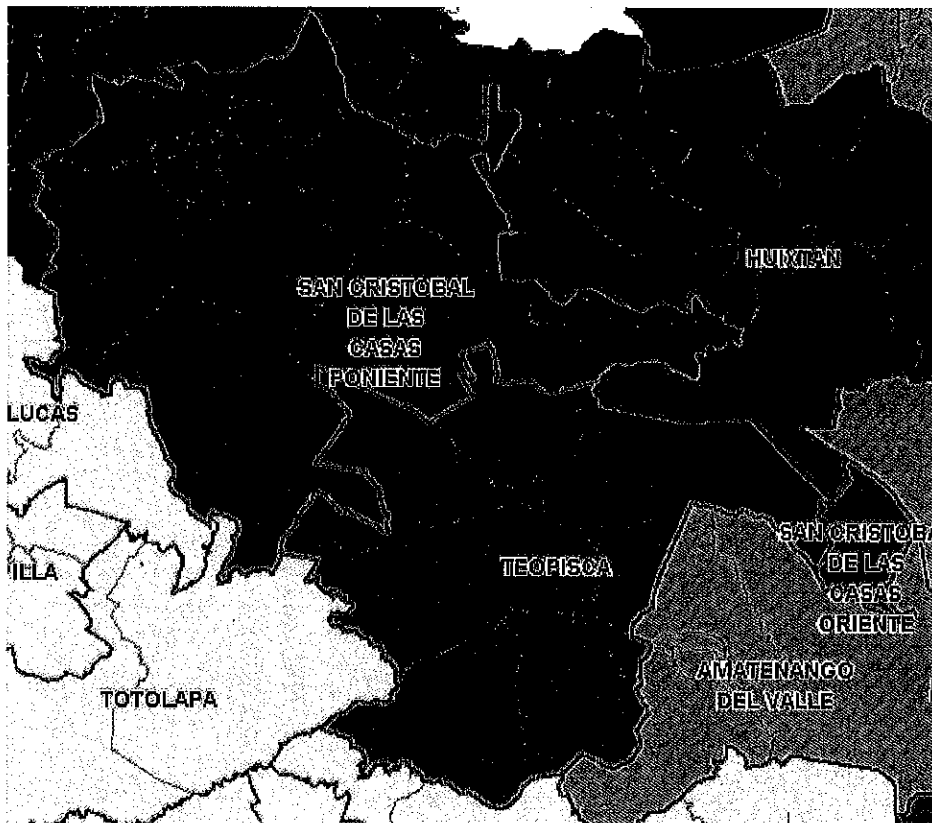 HUIXTAN
SAN CRISTOBAL
DE LAS
CASAS
PONIENTE
LUCAS
SAN CRISTOBA
DE LAS
CASAS
ORIENTE
TEOPISCA
ILLA
AMATENANGO
DEL VALLE
TOTOLAPA